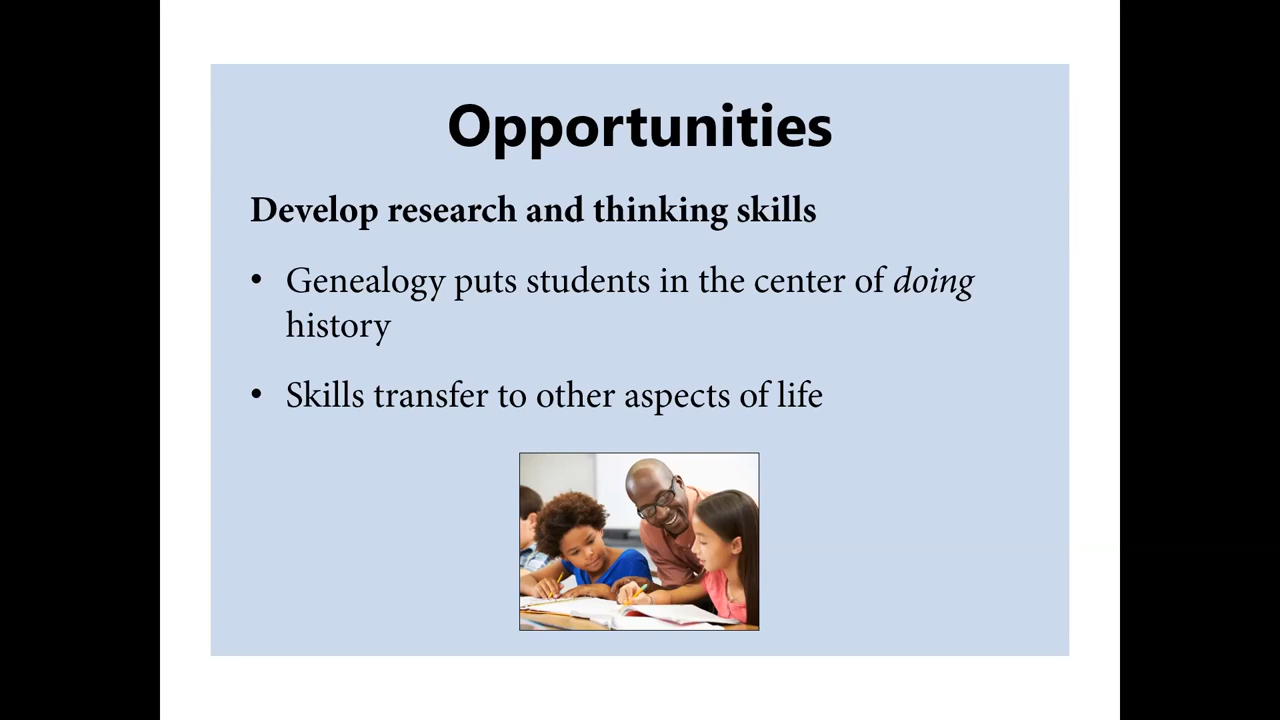 Opportunities
Develop research and thinking skills
• Genealogy puts students in the center of doing
history
• Skills transfer to other aspects of life